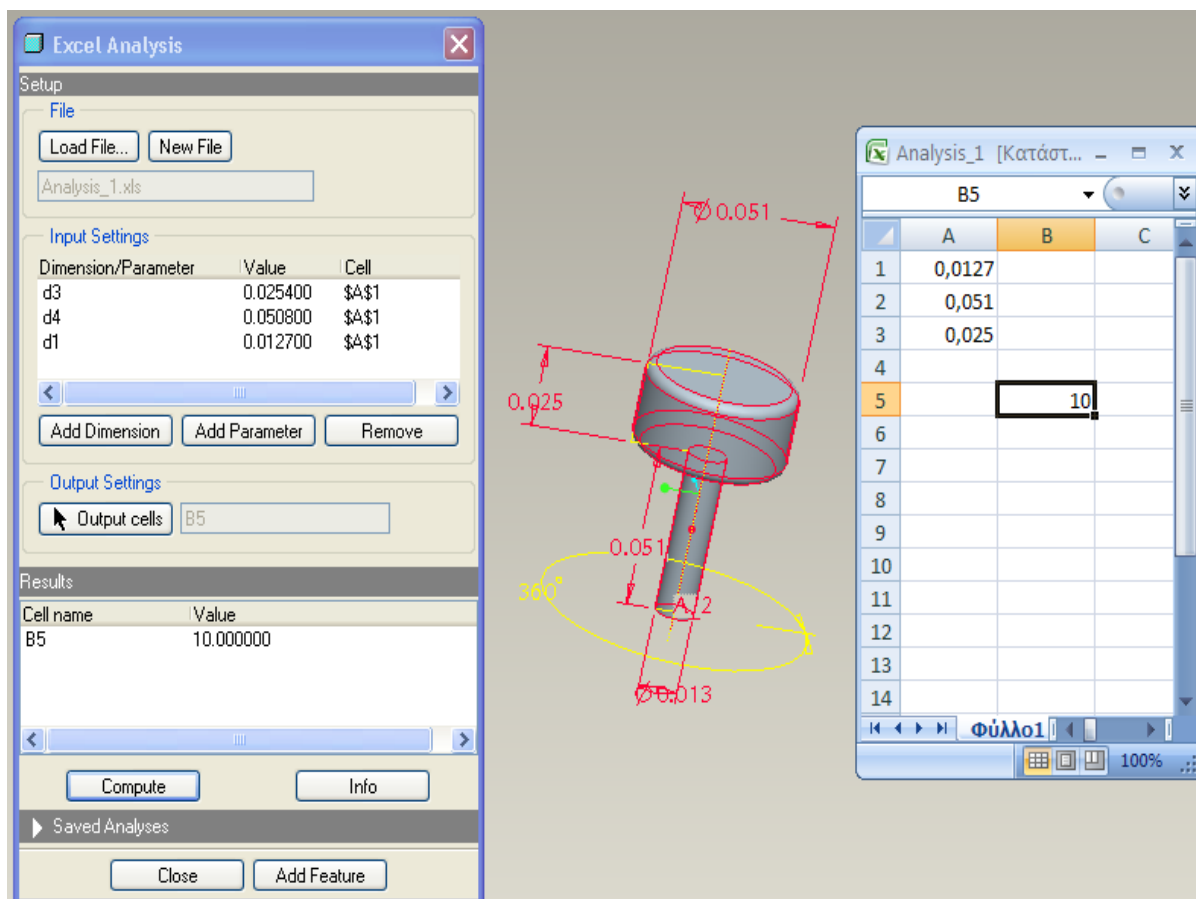 Excel Analysis
Setup
File
Load File... New File
Analysis_1.xls
Input Settings
Dimension/Parameter Value Cell
d3 0.025400 $A$1
d4 0.050800 $A$1
d1 0.012700 $A$1
Add Dimension Add Parameter Remove
Output Settings
Output cells B5
Results
Cell name Value
B5 10.000000
Compute Info
Saved Analyses
Close Add Feature
Ø0.051
0.025
0.051
360°
A_2
Ø0.013
Analysis_1 [Κατάστ...
B5
A B C
1 0,0127
2 0,051
3 0,025
4
5 10
6
7
8
9
10
11
12
13
14
Φύλλο1
100%